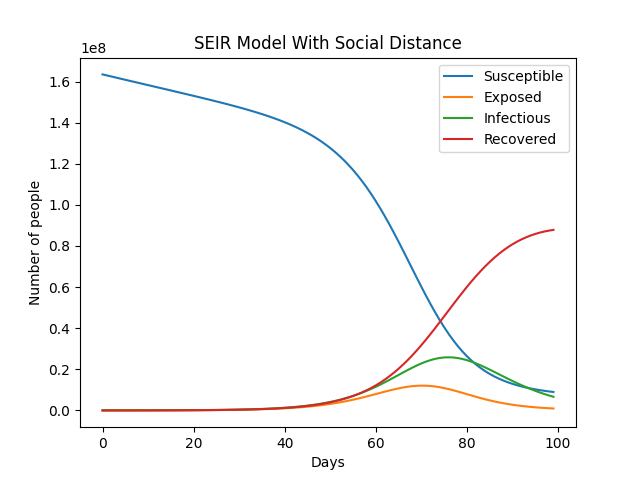 SEIR Model With Social Distance
1e8
Susceptible
Exposed
Infectious
Recovered
1.6
1.4
1.2
1.0
0.8
0.6
0.4
0.2
0.0
Number of people
0 20 40 60 80 100
Days